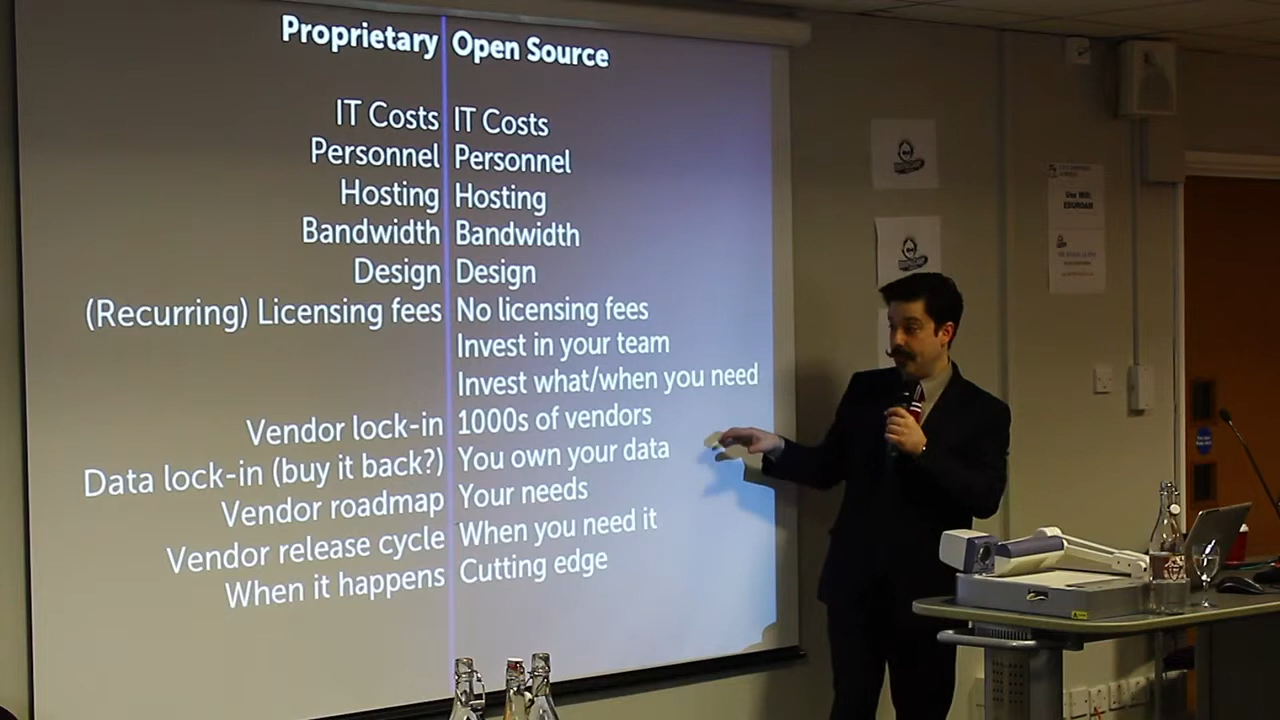 Proprietary Open Source
IT Costs IT Costs
Personnel Personnel
Hosting Hosting
Bandwidth Bandwidth
Design Design
(Recurring) Licensing fees No licensing fees
Invest in your team
Invest what/when you need
Vendor lock-in 1000s of vendors
Data lock-in (buy it back?) You own your data
Vendor roadmap Your needs
Vendor release cycle When you need it
When it happens Cutting edge
Use Wifi:
EDUROAM